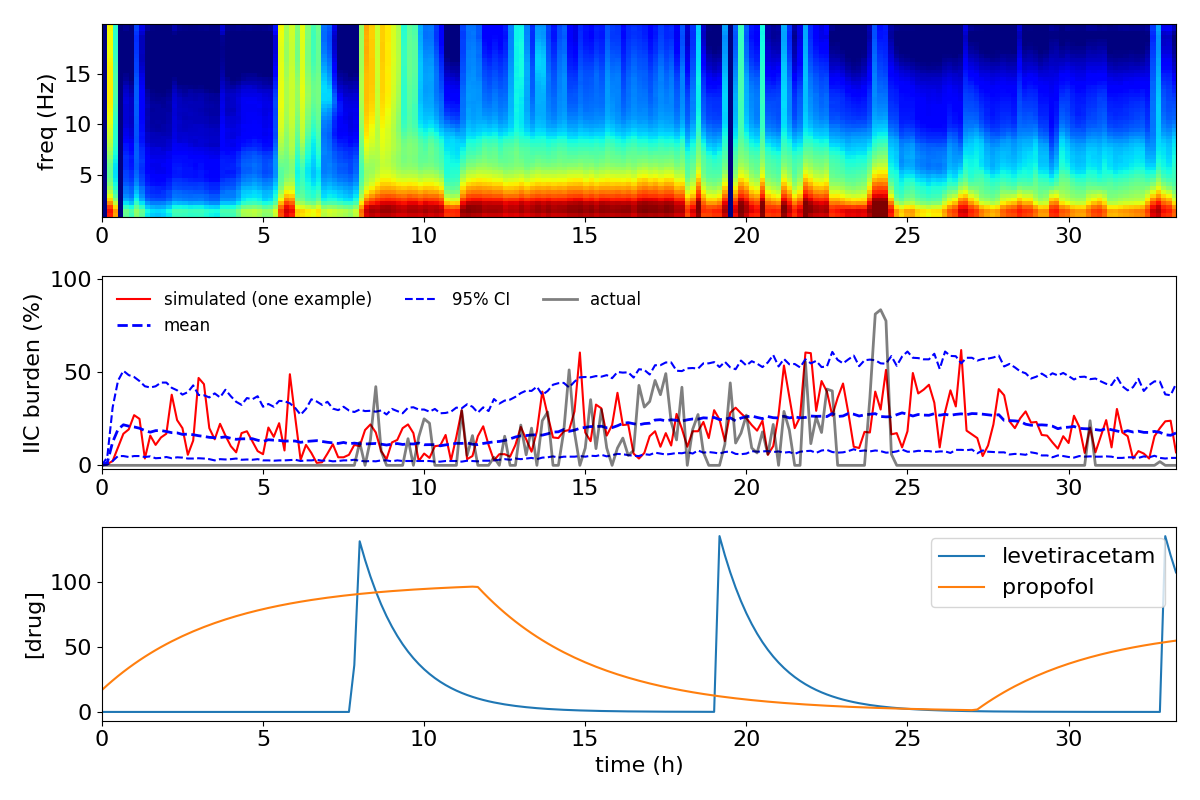 freq (Hz)
15
10
5
0 5 10 15 20 25 30
IIC burden (%)
100
50
0
simulated (one example) 95% CI actual
mean
0 5 10 15 20 25 30
[drug]
100
50
0
levetiracetam
propofol
0 5 10 15 20 25 30
time (h)